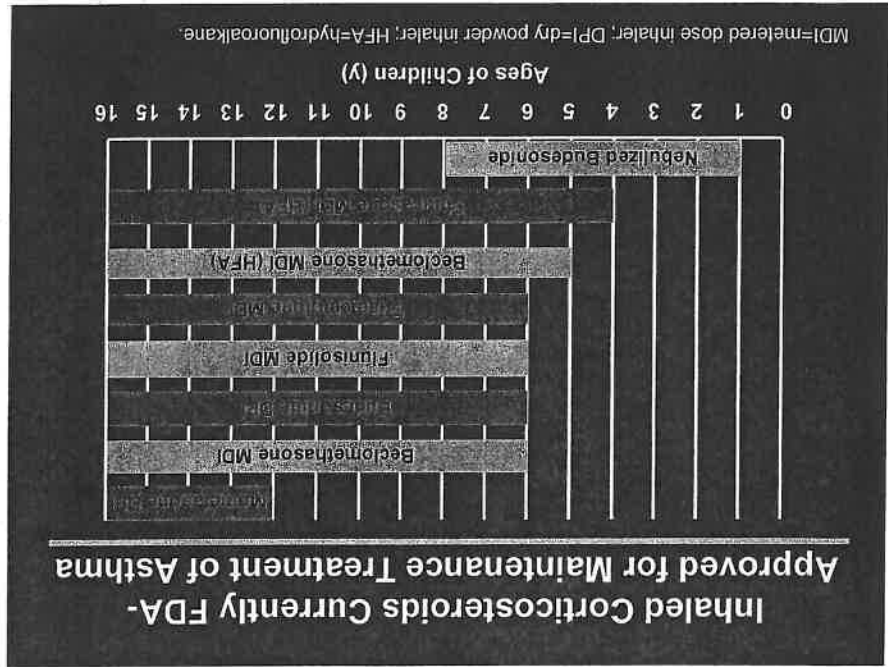 Inhaled Corticosteroids Currently FDA-
Approved for Maintenance Treatment of Asthma
Beclomethasone MDI
Flunisolide MDI
Beclomethasone MDI (HFA)
Nebulized Budesonide
0 1 2 3 4 5 6 7 8 9 10 11 12 13 14 15 16
Ages of Children (y)
MDI=metered dose inhaler; DPI=dry powder inhaler; HFA=hydrofluoroalkane.